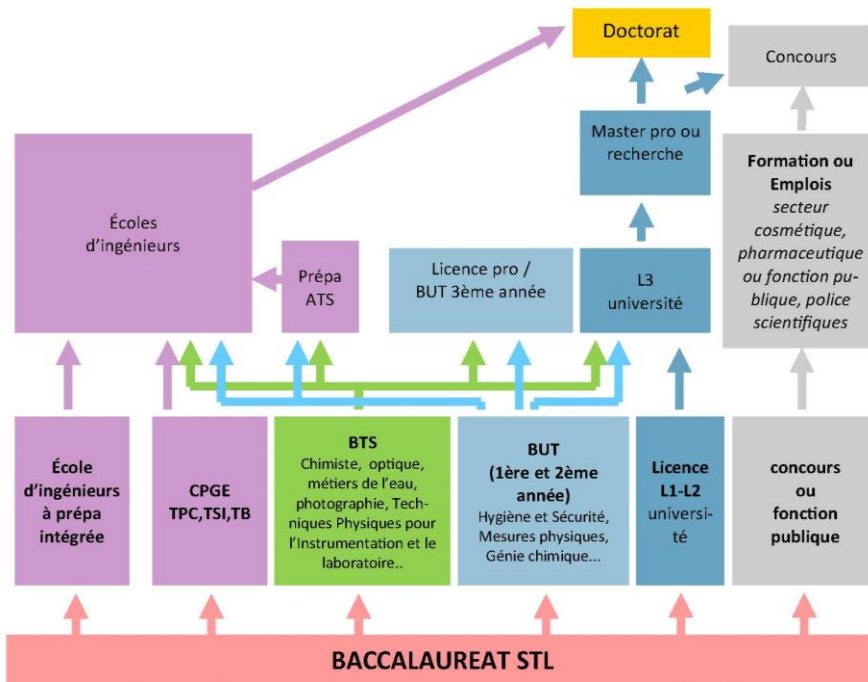 Doctorat
Concours
Master pro ou
recherche
Formation ou
Emplois
secteur
cosmétique,
pharmaceutique
ou fonction pu-
blique, police
scientifiques
Écoles
d'ingénieurs
Prépa
ATS
Licence pro /
BUT 3ème année
L3
université
École
d'ingénieurs
à prépa
intégrée
CPGE
TPC,TSI,TB
BTS
Chimiste, optique,
métiers de l'eau,
photographie, Tech-
niques Physiques pour
l'Instrumentation et le
laboratoire..
BUT
(1ère et 2ème
année)
Hygiène et Sécurité,
Mesures physiques,
Génie chimique...
Licence
L1-L2
universi-
té
concours
ou
fonction
publique
BACCALAUREAT STL